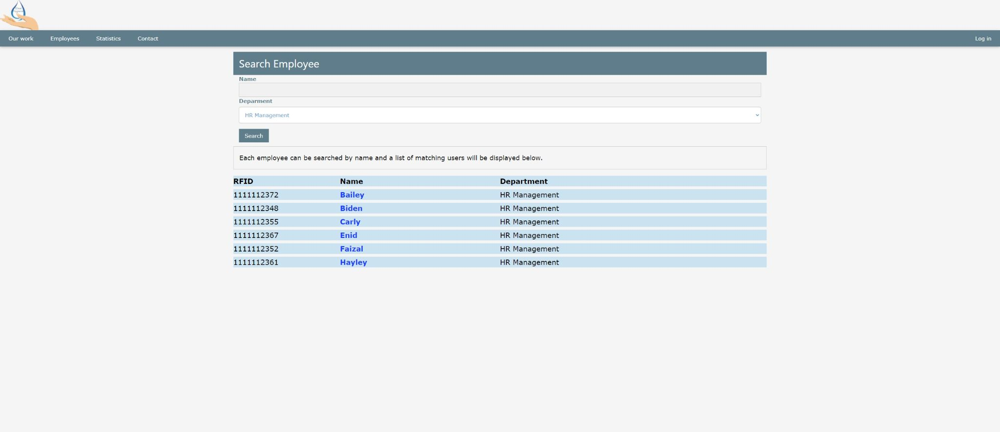 Our work Employees Statistics Contact Log in
Search Employee
Name
Deparment
HR Management
Search
Each employee can be searched by name and a list of matching users will be displayed below.
RFID Name Department
1111112372 Bailey HR Management
1111112348 Biden HR Management
1111112355 Carly HR Management
1111112367 Enid HR Management
1111112352 Faizal HR Management
1111112361 Hayley HR Management